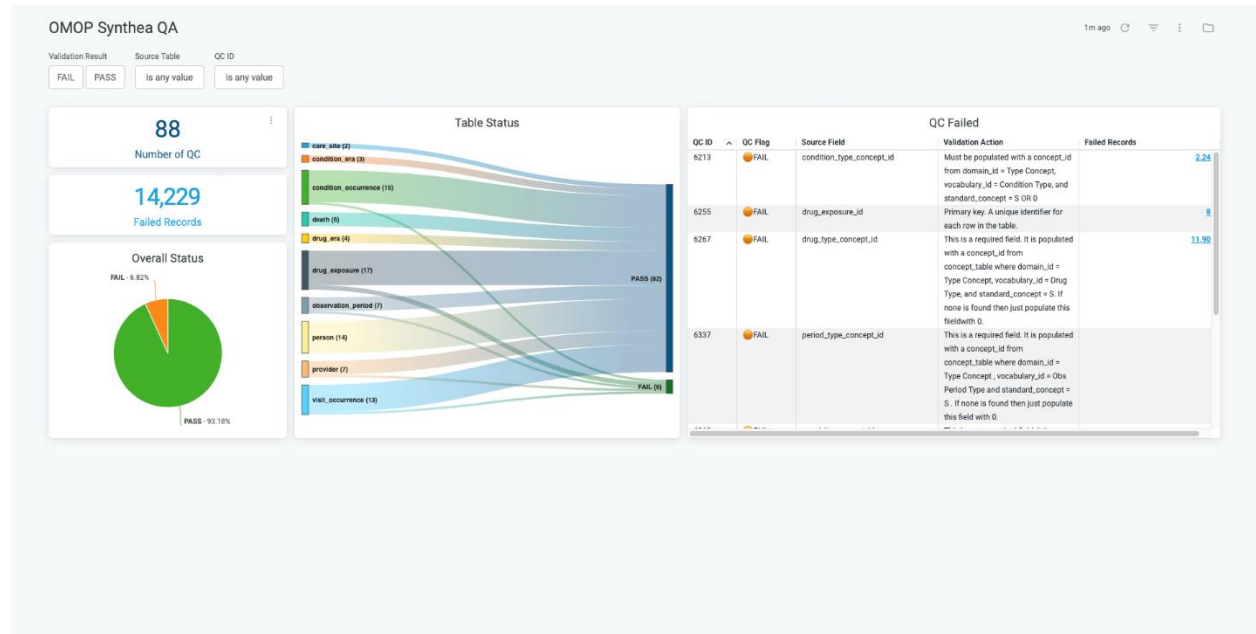 OMOP Synthea QA
1m ago
Validation Result Source Table QC ID
FAIL PASS is any value is any value
88
Number of QC
14,229
Failed Records
Overall Status
FAIL - 6.82%
PASS - 93.18%
Table Status
care_site (2)
condition_era (3)
condition_occurrence (15)
death (6)
drug_era (4)
drug_exposure (17)
observation_period (7)
person (14)
provider (7)
visit_occurrence (13)
PASS (82)
FAIL (6)
QC Failed
QC ID QC Flag Source Field Validation Action Failed Records
6213 FAIL condition_type_concept_id Must be populated with a concept_id 2.24
from domain_id = Type Concept,
vocabulary_id = Condition Type, and
standard_concept = S OR 0
6255 FAIL drug_exposure_id Primary key. A unique identifier for 8
each row in the table.
6267 FAIL drug_type_concept_id This is a required field. It is populated 11.90
with a concept_id from
concept_table where domain_id =
Type Concept, vocabulary_id = Drug
Type, and standard_concept = S. If
none is found then just populate this
fieldwith 0.
6337 FAIL period_type_concept_id This is a required field. It is populated
with a concept_id from
concept_table where domain_id =
Type Concept , vocabulary_id = Obs
Period Type and standard_concept =
S . If none is found then just populate
this field with 0.